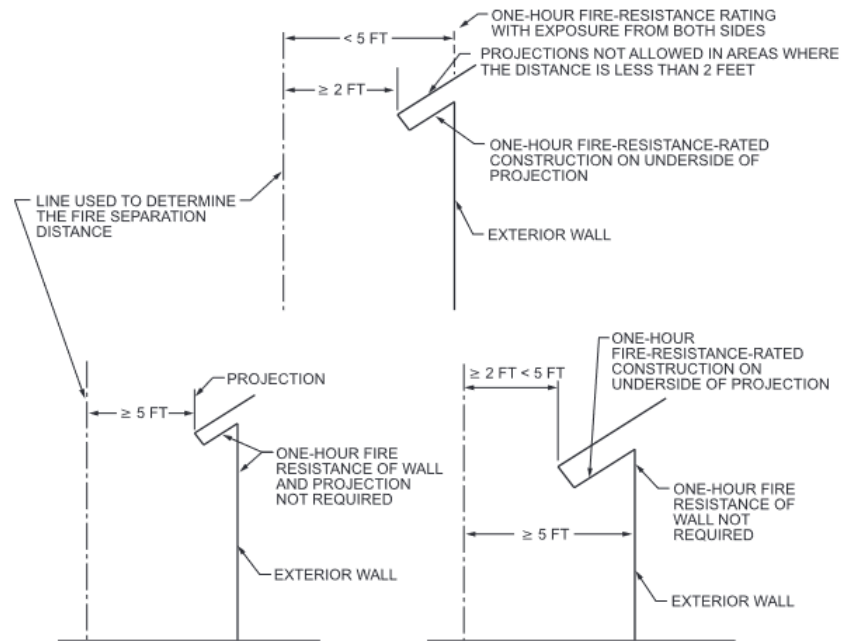 ONE-HOUR FIRE-RESISTANCE RATING
WITH EXPOSURE FROM BOTH SIDES
< 5 FT
PROJECTIONS NOT ALLOWED IN AREAS WHERE
THE DISTANCE IS LESS THAN 2 FEET
≥ 2 FT
ONE-HOUR FIRE-RESISTANCE-RATED
CONSTRUCTION ON UNDERSIDE OF
PROJECTION
LINE USED TO DETERMINE
THE FIRE SEPARATION
DISTANCE
EXTERIOR WALL
PROJECTION
≥ 5 FT
ONE-HOUR FIRE
RESISTANCE OF WALL
AND PROJECTION
NOT REQUIRED
EXTERIOR WALL
ONE-HOUR
FIRE-RESISTANCE-RATED
CONSTRUCTION ON
UNDERSIDE OF PROJECTION
≥ 2 FT < 5 FT
ONE-HOUR FIRE
RESISTANCE OF
WALL NOT
REQUIRED
≥ 5 FT
EXTERIOR WALL